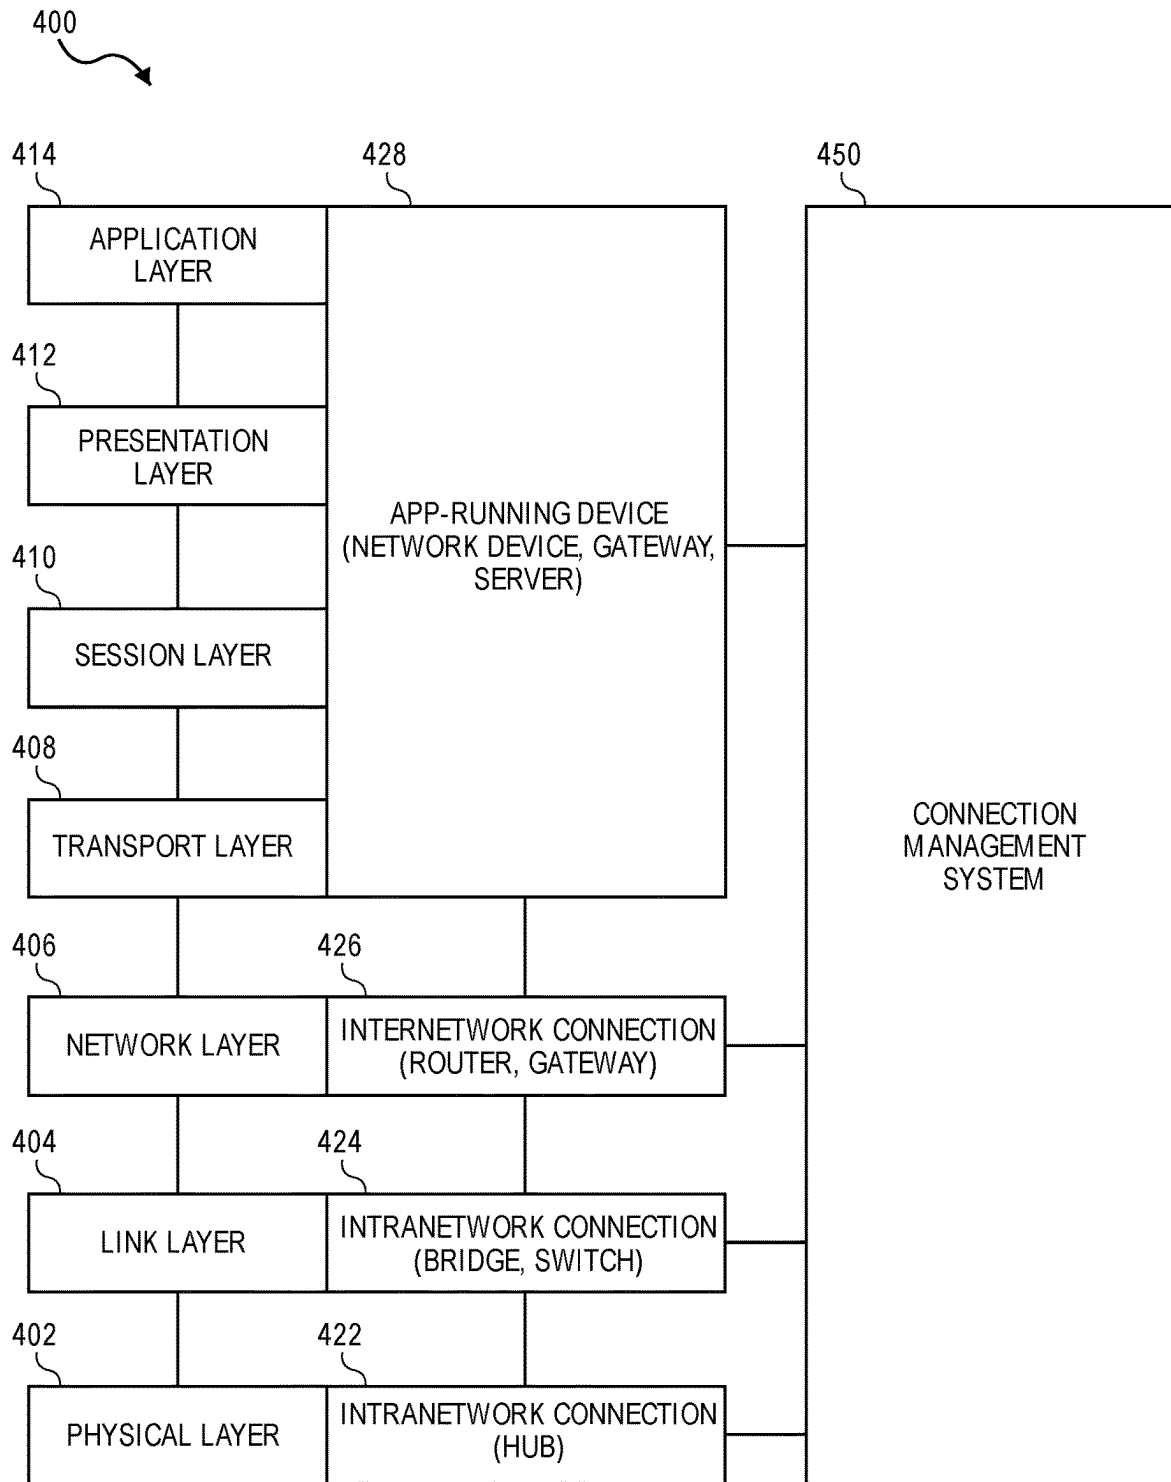 400
414
428
450
APPLICATION
LAYER
412
PRESENTATION
LAYER
APP-RUNNING DEVICE
(NETWORK DEVICE, GATEWAY,
SERVER)
410
SESSION LAYER
408
TRANSPORT LAYER
CONNECTION
MANAGEMENT
SYSTEM
406
426
NETWORK LAYER
INTERNETWORK CONNECTION
(ROUTER, GATEWAY)
404
424
LINK LAYER
INTRANETWORK CONNECTION
(BRIDGE, SWITCH)
402
422
PHYSICAL LAYER
INTRANETWORK CONNECTION
(HUB)